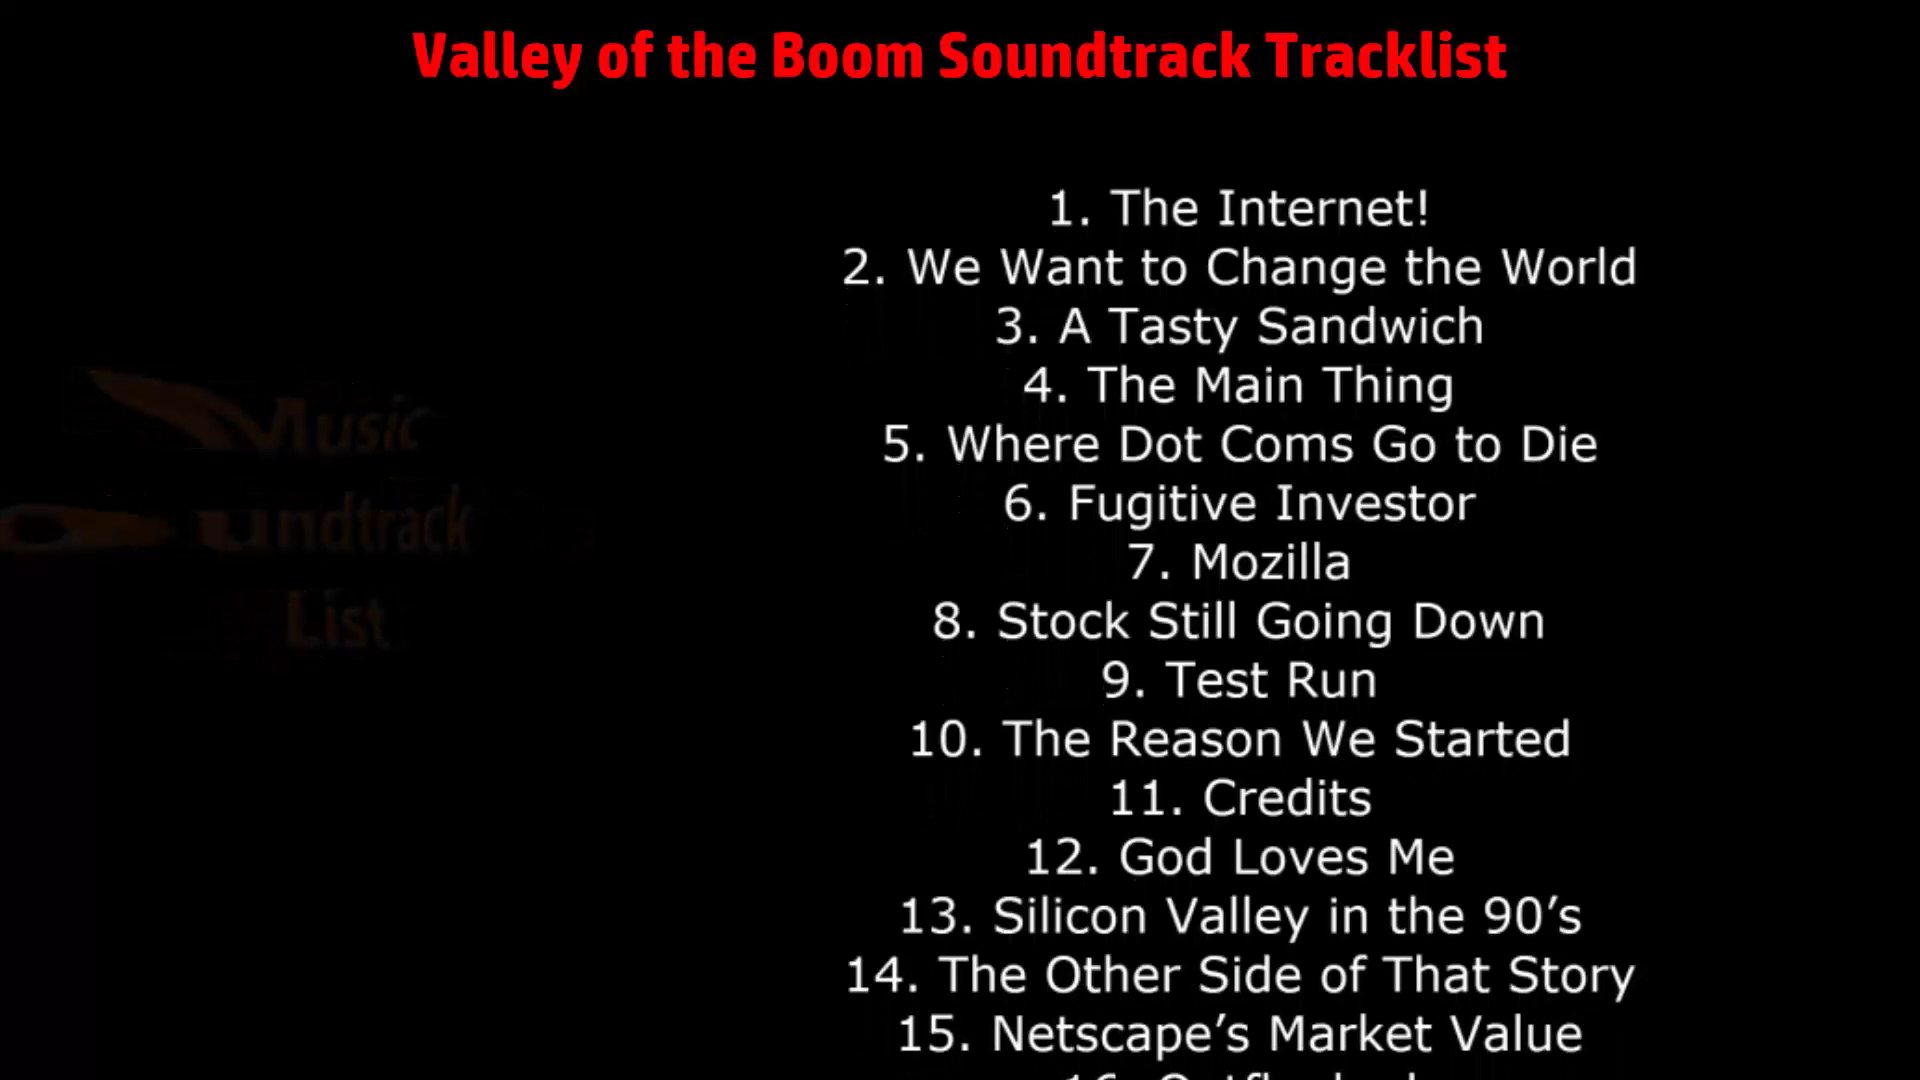 Valley of the Boom Soundtrack Tracklist
1. The Internet!
2. We Want to Change the World
3. A Tasty Sandwich
4. The Main Thing
5. Where Dot Coms Go to Die
6. Fugitive Investor
7. Mozilla
8. Stock Still Going Down
9. Test Run
10. The Reason We Started
11. Credits
12. God Loves Me
13. Silicon Valley in the 90’s
14. The Other Side of That Story
15. Netscape’s Market Value
Music
undtrack
List